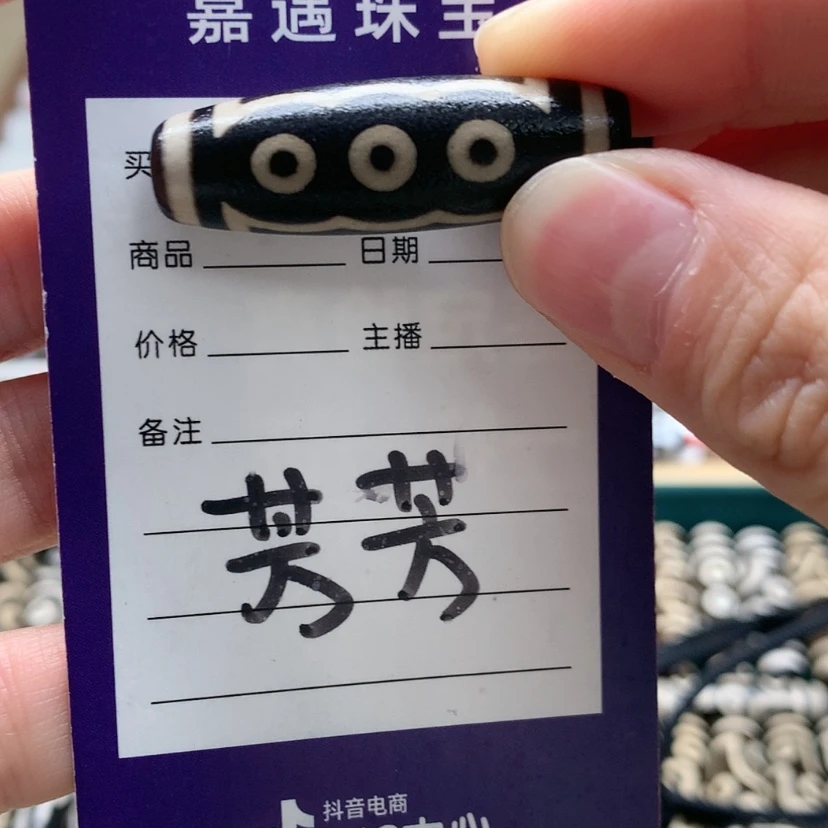 嘉遇珠宝
买
商品 日期
价格 主播
备注
芳芳
抖音电商